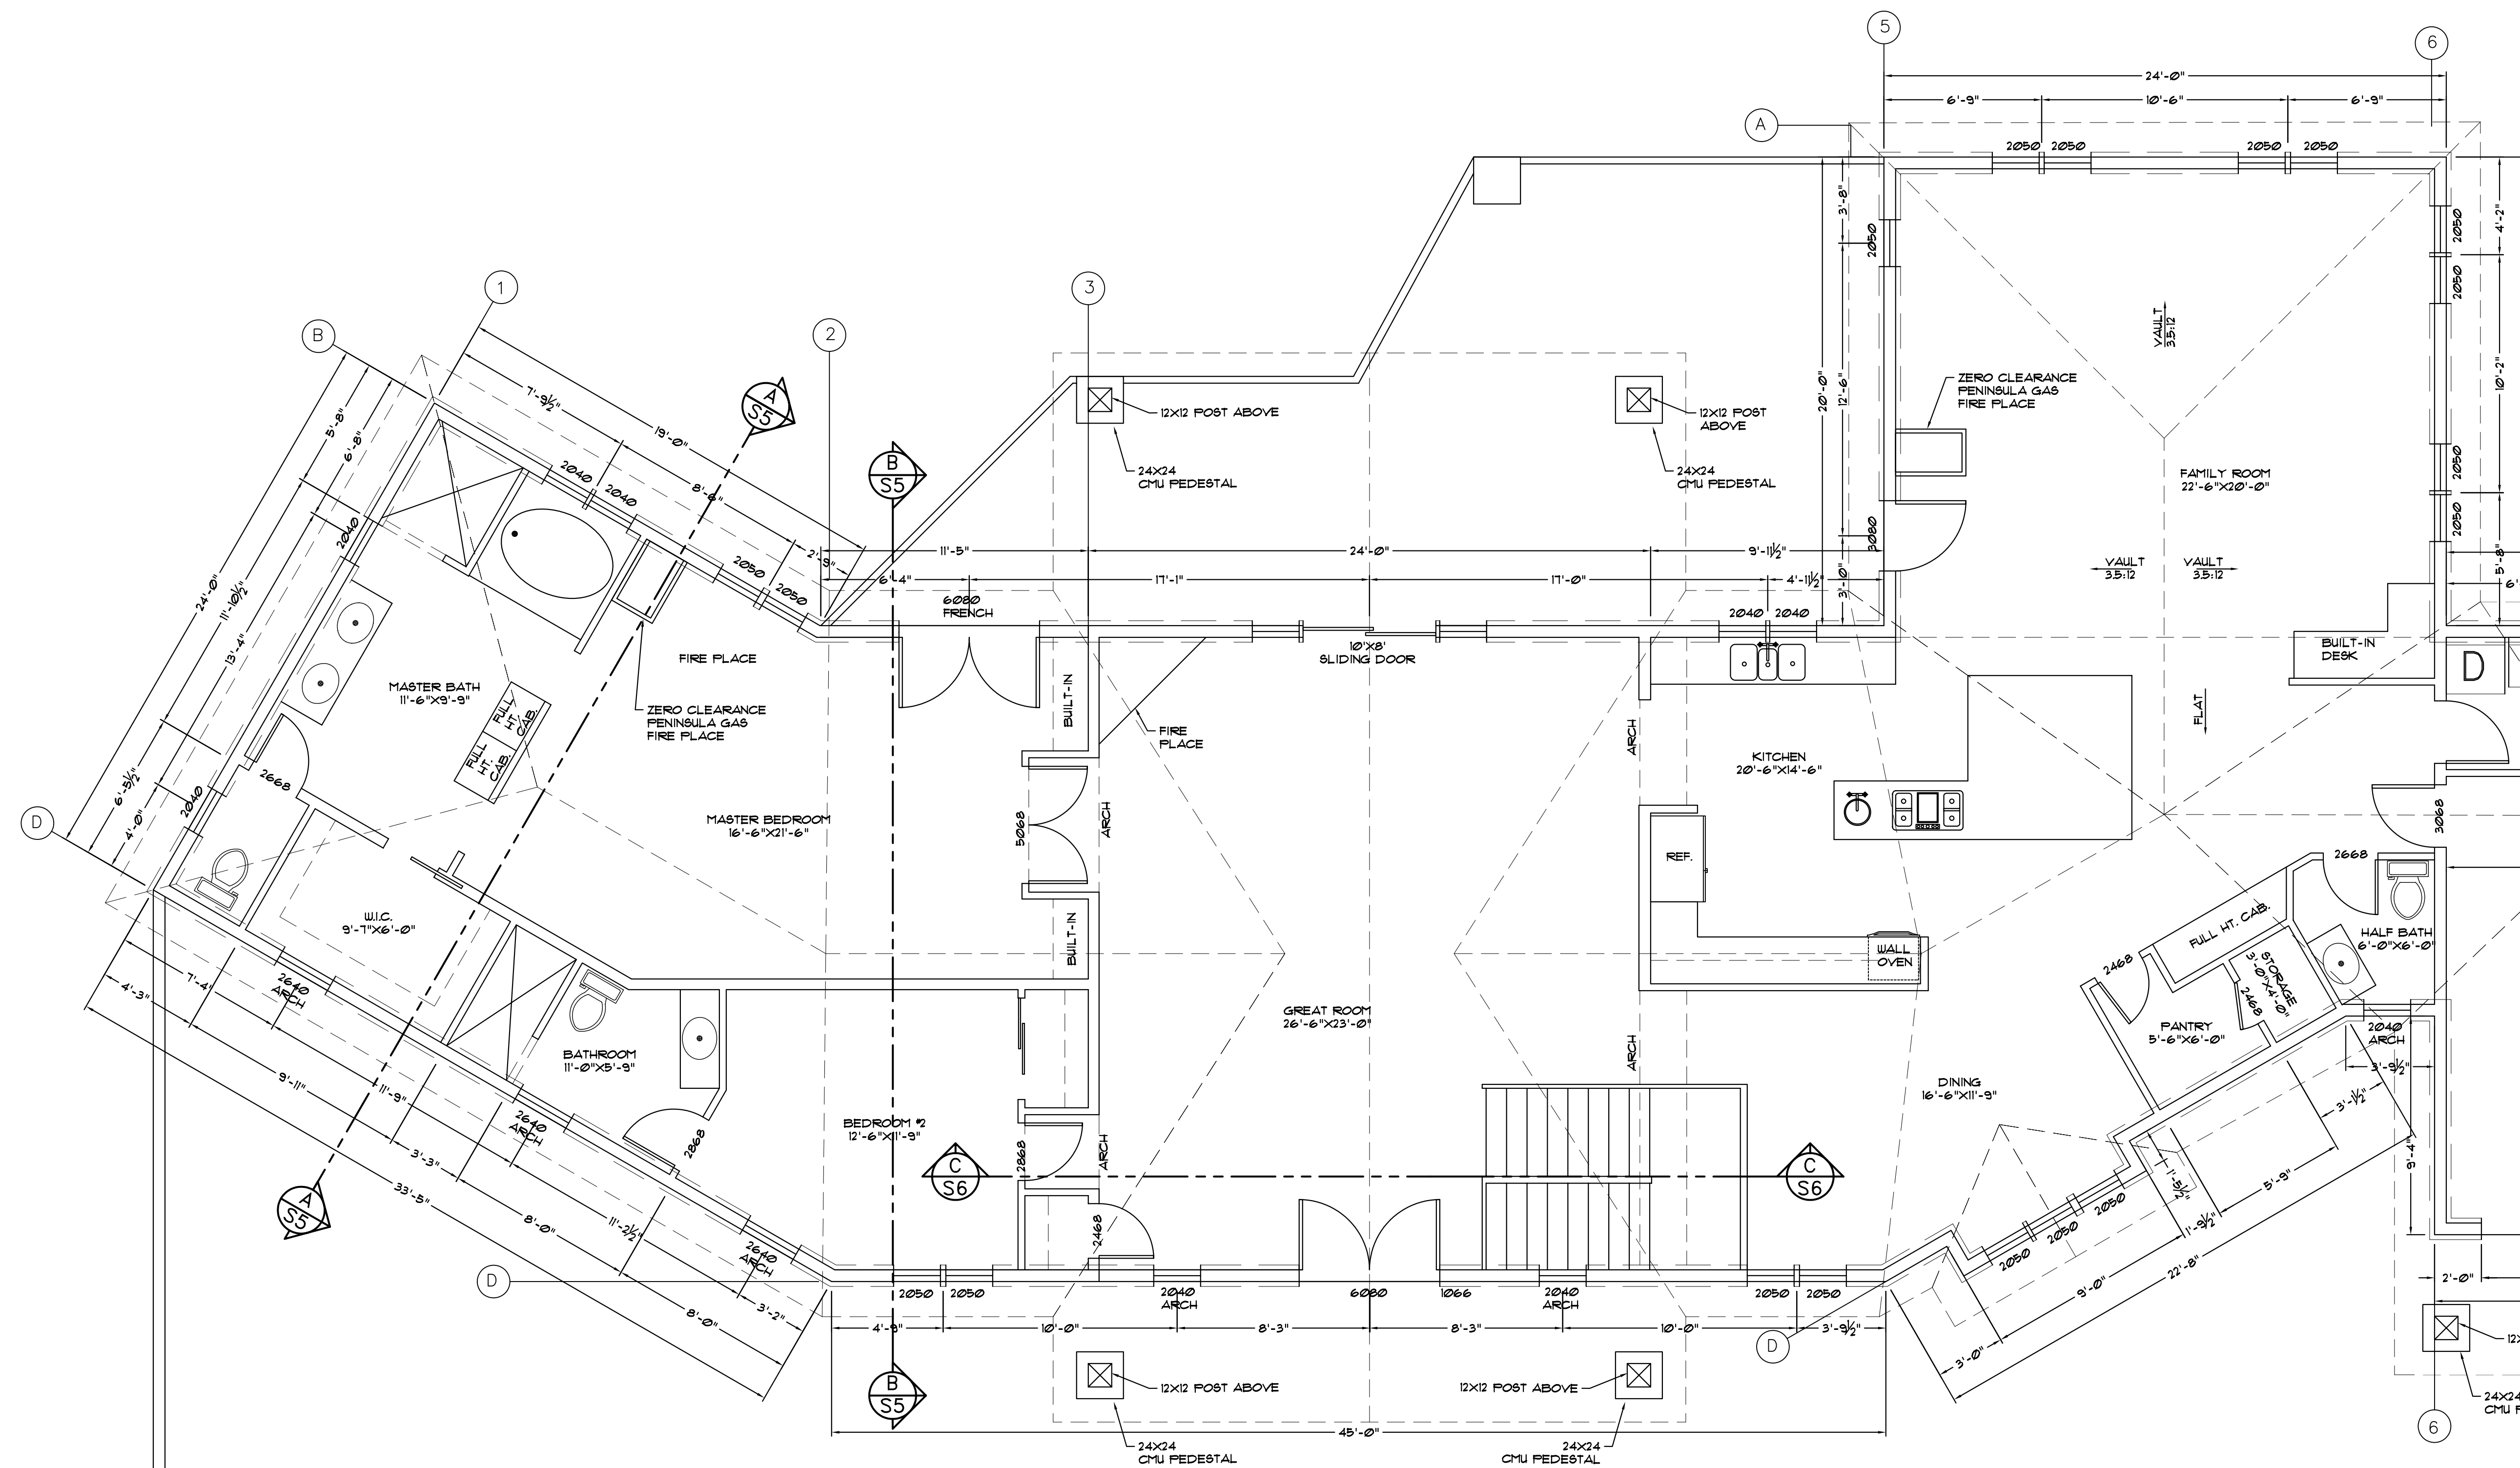 5
6
24'-0"
6'-9"
10'-6"
6'-9"
A
2050 2050
2050 2050
3'-8"
2050
2050
4'-2"
2050
10'-2"
VAULT
3.5:12
1
B
3
2
19'-0"
7'-9½"
8'-6"
2'-9"
5'-8"
6'-8"
A
S5
B
S5
12X12 POST ABOVE
24X24
CMU PEDESTAL
12X12 POST
ABOVE
24X24
CMU PEDESTAL
20'-0"
12'-6"
ZERO CLEARANCE
PENINSULA GAS
FIRE PLACE
FAMILY ROOM
22'-6"X20'-0"
2050
2050
5'-8"
6'
2040
2040
2040
2050
2050
24'-0"
11'-10½"
13'-4"
11'-5"
24'-0"
9'-11½"
6'-4"
17'-1"
17'-0"
4'-11½"
3080
3'-0"
VAULT
3.5:12
VAULT
3.5:12
6080
FRENCH
2040 2040
10'X8'
SLIDING DOOR
FIRE PLACE
BUILT-IN
DESK
D
MASTER BATH
11'-6"X9'-9"
FULL
HT.
CAB.
FULL
HT.
CAB.
ZERO CLEARANCE
PENINSULA GAS
FIRE PLACE
BUILT-IN
FIRE
PLACE
ARCH
FLAT
KITCHEN
20'-6"X14'-6"
2668
2040
6'-5½"
4'-0"
D
MASTER BEDROOM
16'-6"X21'-6"
5068
ARCH
REF.
3068
2668
W.I.C.
9'-7"X6'-0"
BUILT-IN
WALL
OVEN
FULL HT. CAB.
HALF BATH
6'-0"X6'-0"
2468
STORAGE
3'-0"X4'-0"
2468
PANTRY
5'-6"X6'-0"
2040
ARCH
3'-9½"
3'-1½"
7'-4"
4'-3"
2640
ARCH
GREAT ROOM
26'-6"X23'-0"
ARCH
BATHROOM
11'-0"X5'-9"
9'-11"
11'-9"
2640
ARCH
2868
BEDROOM #2
12'-6"X11'-9"
DINING
16'-6"X11'-9"
9'-4"
1'-5½"
5'-9"
3'-3"
33'-5"
A
S5
C
S6
2868
ARCH
C
S6
2468
8'-0"
11'-2½"
2640
ARCH
3'-2"
8'-0"
2050
2050
2050
1'-9½"
22'-8"
9'-0"
3'-0"
D
2050 2050
2040
ARCH
6080
1066
2040
ARCH
2050 2050
2'-0"
4'-9"
10'-0"
8'-3"
8'-3"
10'-0"
3'-9½"
D
B
S5
12X12 POST ABOVE
12X12 POST ABOVE
24X24
CMU PEDESTAL
24X24
CMU PEDESTAL
45'-0"
12X
24X24
CMU P
6